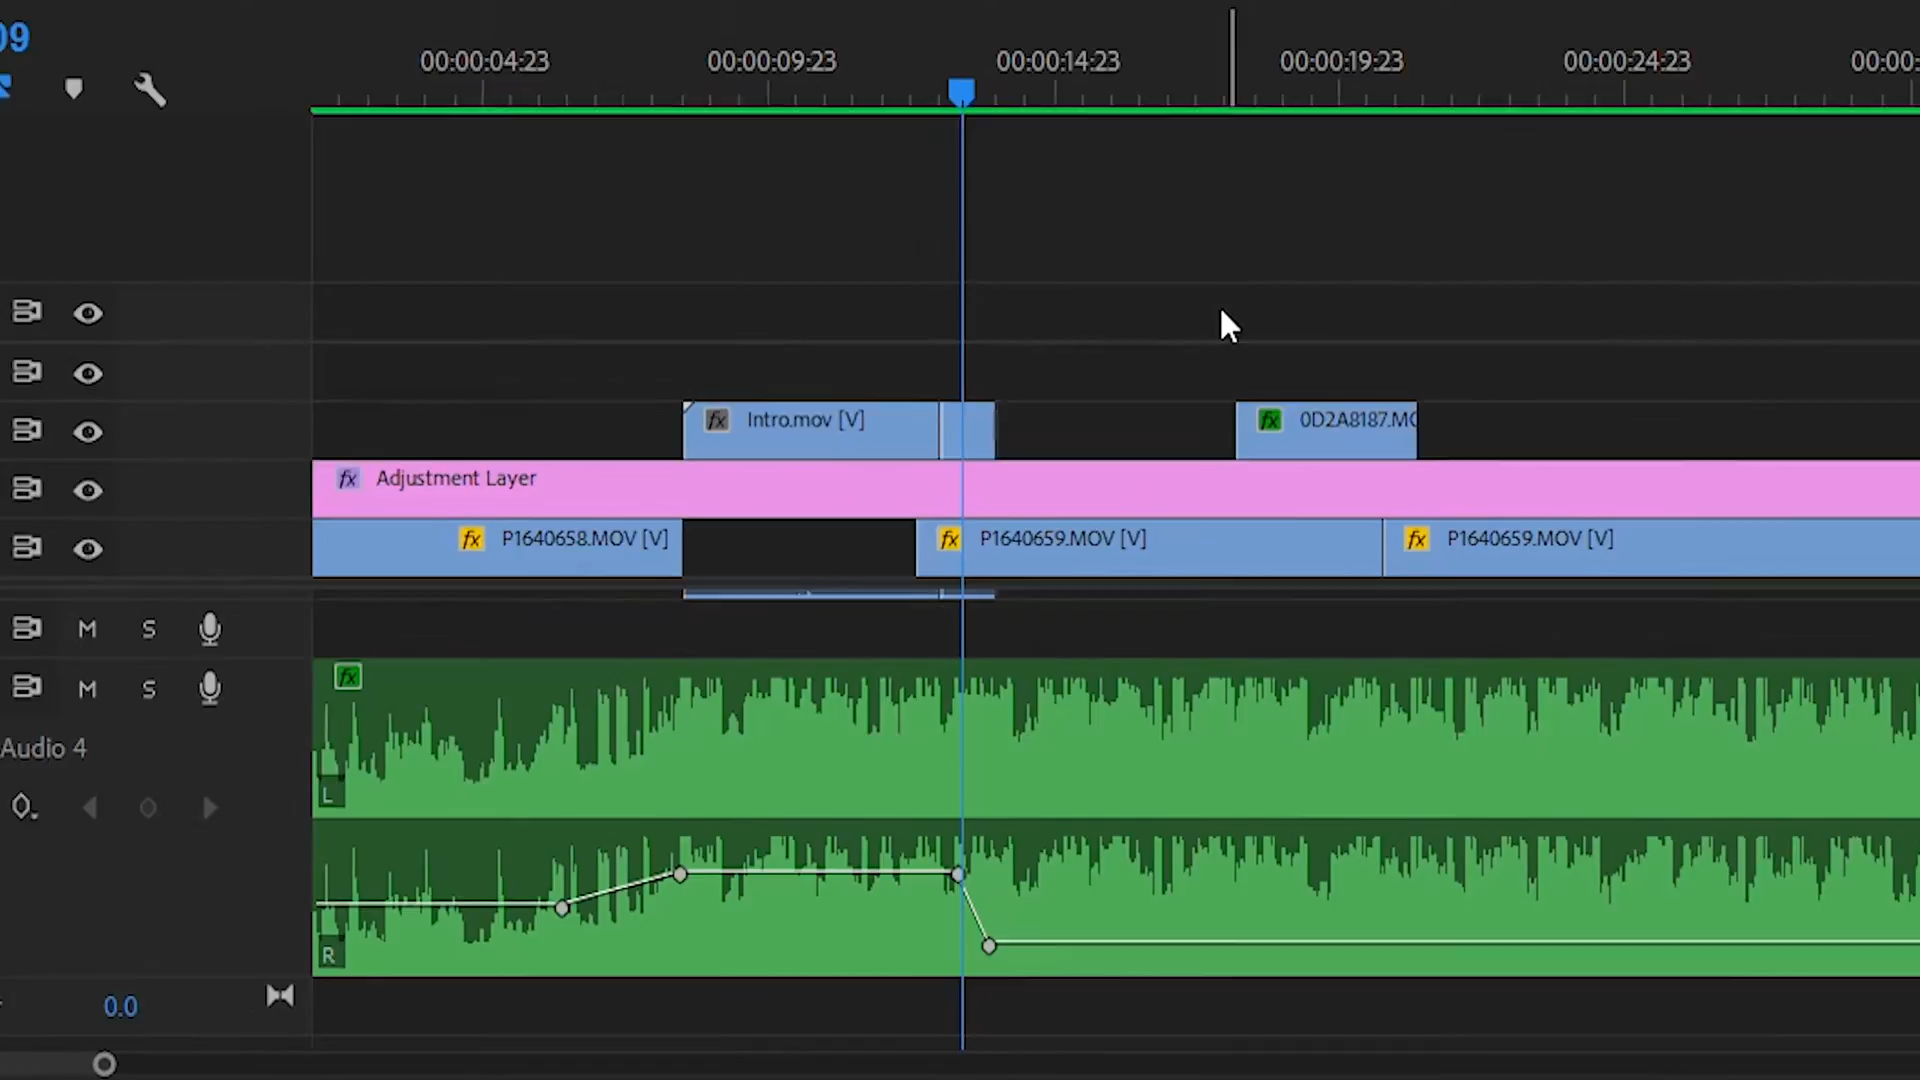 09
00:00:04:23 00:00:09:23 00:00:14:23 00:00:19:23 00:00:24:23 00:00:
fx Intro.mov [V] fx 0D2A8187.MO
fx Adjustment Layer
fx P1640658.MOV [V] fx P1640659.MOV [V] fx P1640659.MOV [V]
M S
fx
M S
Audio 4
L
R
0.0